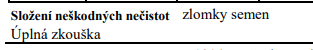 Složení neškodných nečistot zlomky semen
Úplná zkouška